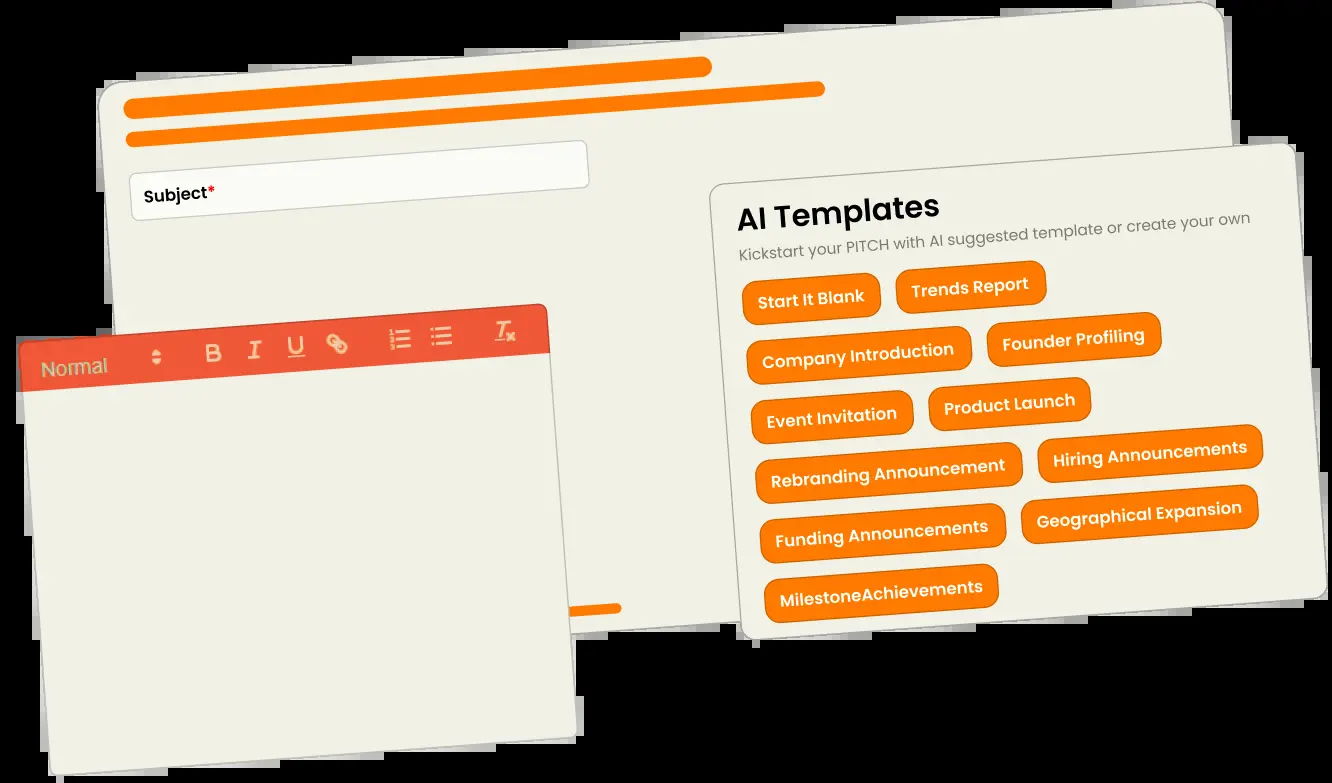 Subject*
AI Templates
Kickstart your PITCH with AI suggested template or create your own
Start It Blank
Trends Report
Company Introduction
Founder Profiling
Event Invitation
Product Launch
Rebranding Announcement
Hiring Announcements
Funding Announcements
Geographical Expansion
MilestoneAchievements
Normal